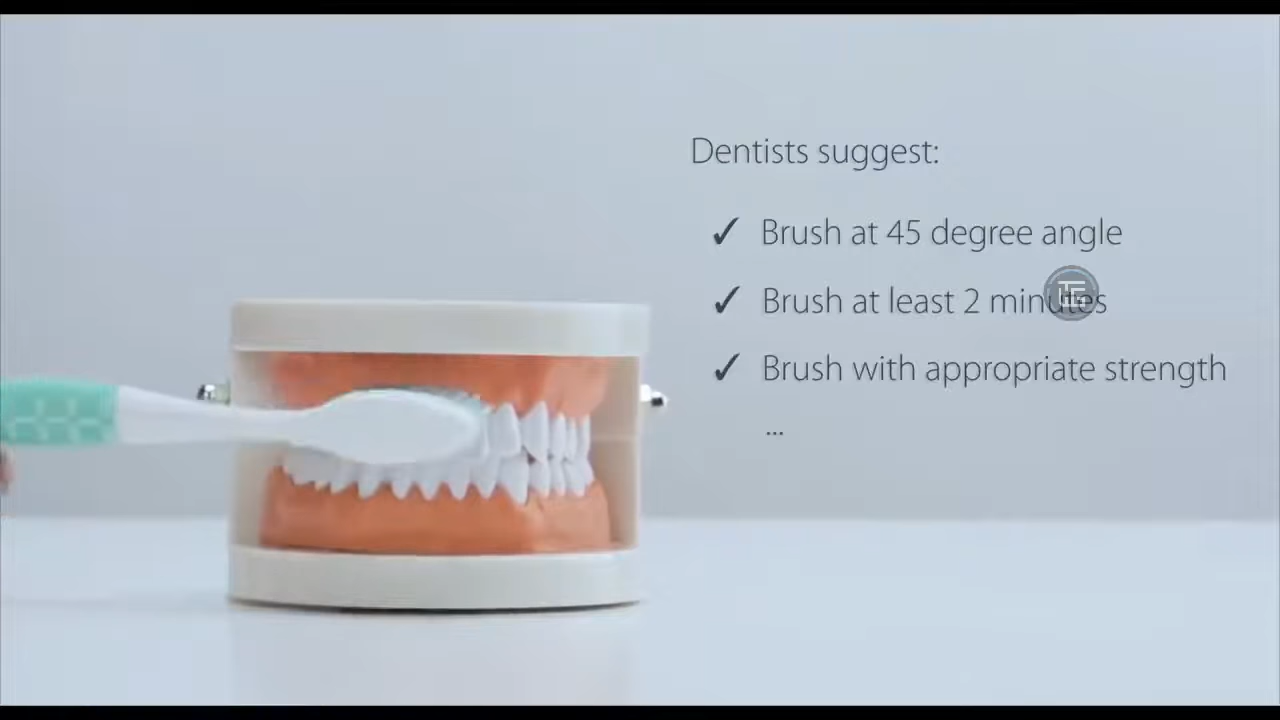 Dentists suggest:
✓ Brush at 45 degree angle
✓ Brush at least 2 minutes
✓ Brush with appropriate strength
...